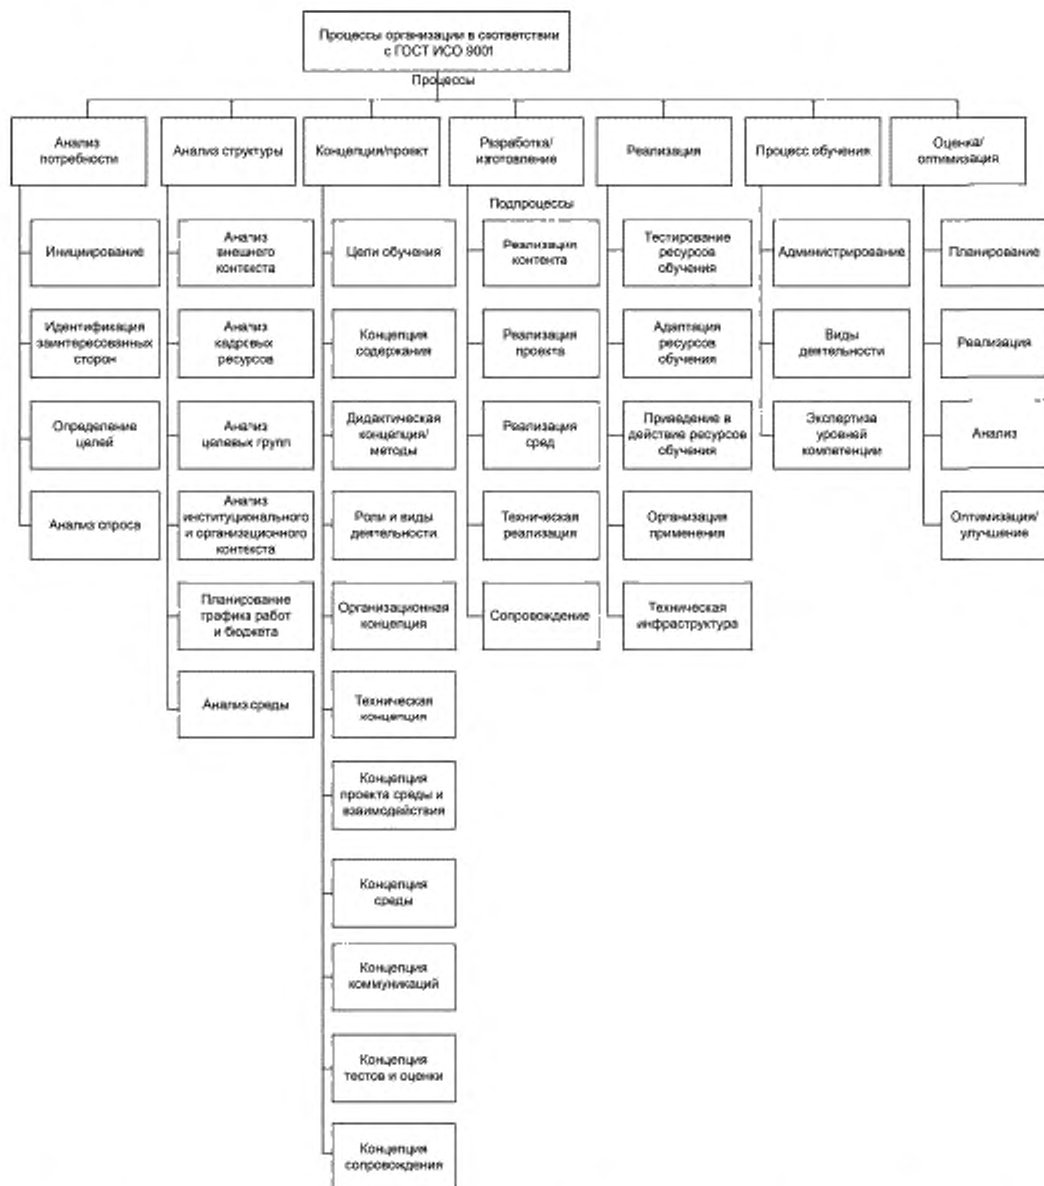 Процессы организации в соответствии
с ГОСТ ИСО 9001
Процессы
Анализ
потребности
Анализ структуры
Концепция/проект
Разработка/
изготовление
Реализация
Процесс обучения
Оценка/
оптимизация
Подпроцессы
Инициирование
Идентификация
заинтересованных
сторон
Определение
целей
Анализ спроса
Анализ
внешнего
контекста
Анализ
кадровых
ресурсов
Анализ
целевых групп
Анализ
институционального
и организационного
контекста
Планирование
графика работ
и бюджета
Анализ среды
Цели обучения
Концепция
содержания
Дидактическая
концепция/
методы
Роли и виды
деятельности
Организационная
концепция
Техническая
концепция
Концепция
проекта среды и
взаимодействия
Концепция
среды
Концепция
коммуникаций
Концепция
тестов и оценки
Концепция
сопровождения
Реализация
контента
Реализация
проекта
Реализация
сред
Техническая
реализация
Сопровождение
Тестирование
ресурсов
обучения
Адаптация
ресурсов
обучения
Приведение в
действие ресурсов
обучения
Организация
применения
Техническая
инфраструктура
Администрирование
Виды
деятельности
Экспертиза
уровней
компетенции
Планирование
Реализация
Анализ
Оптимизация/
улучшение